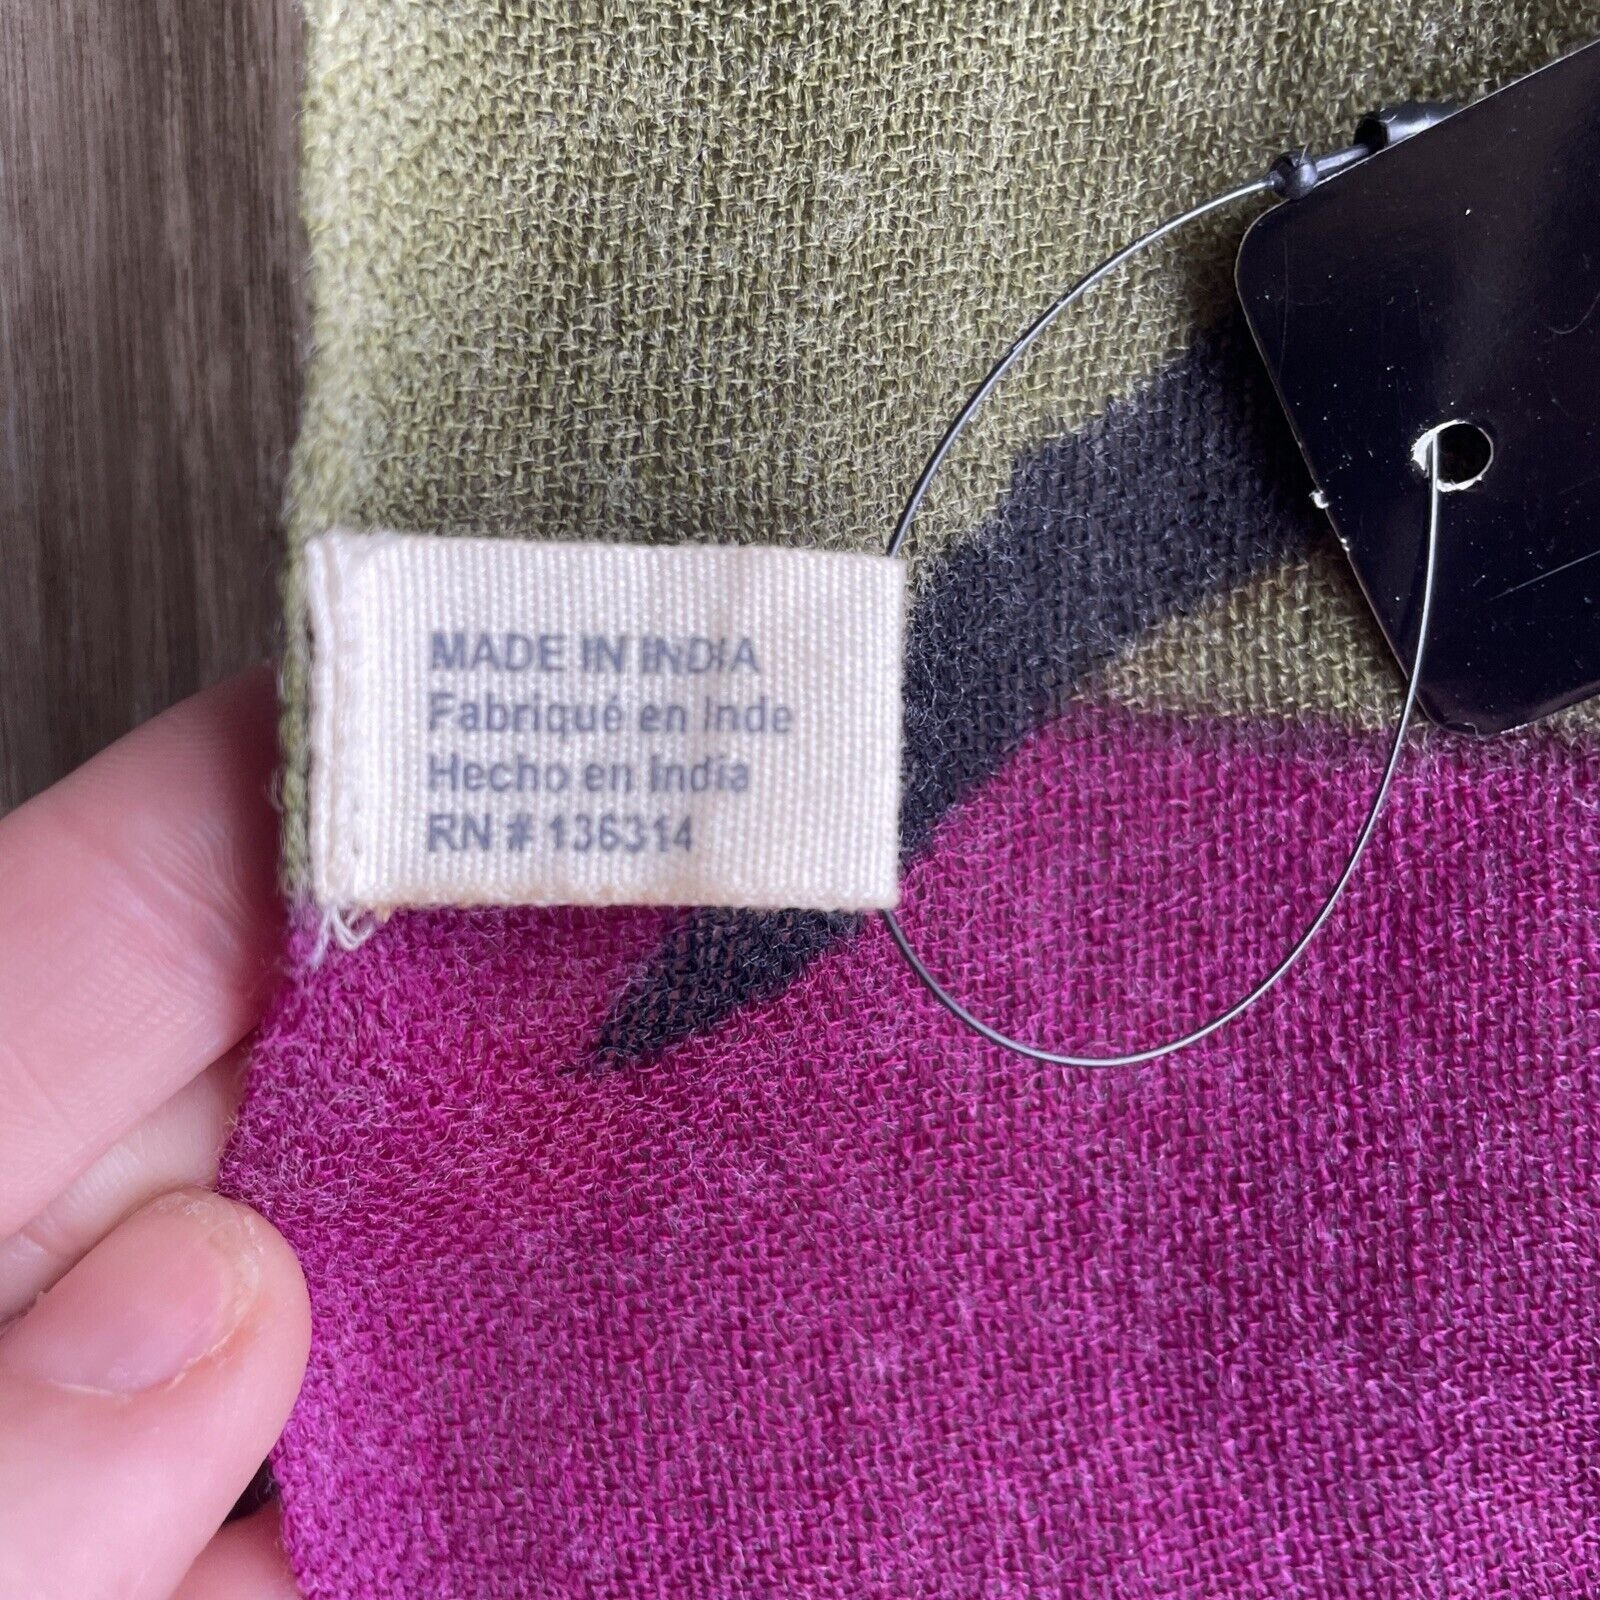 MADE IN INDIA
Fabriqué en Inde
Hecho en India
RN # 136314